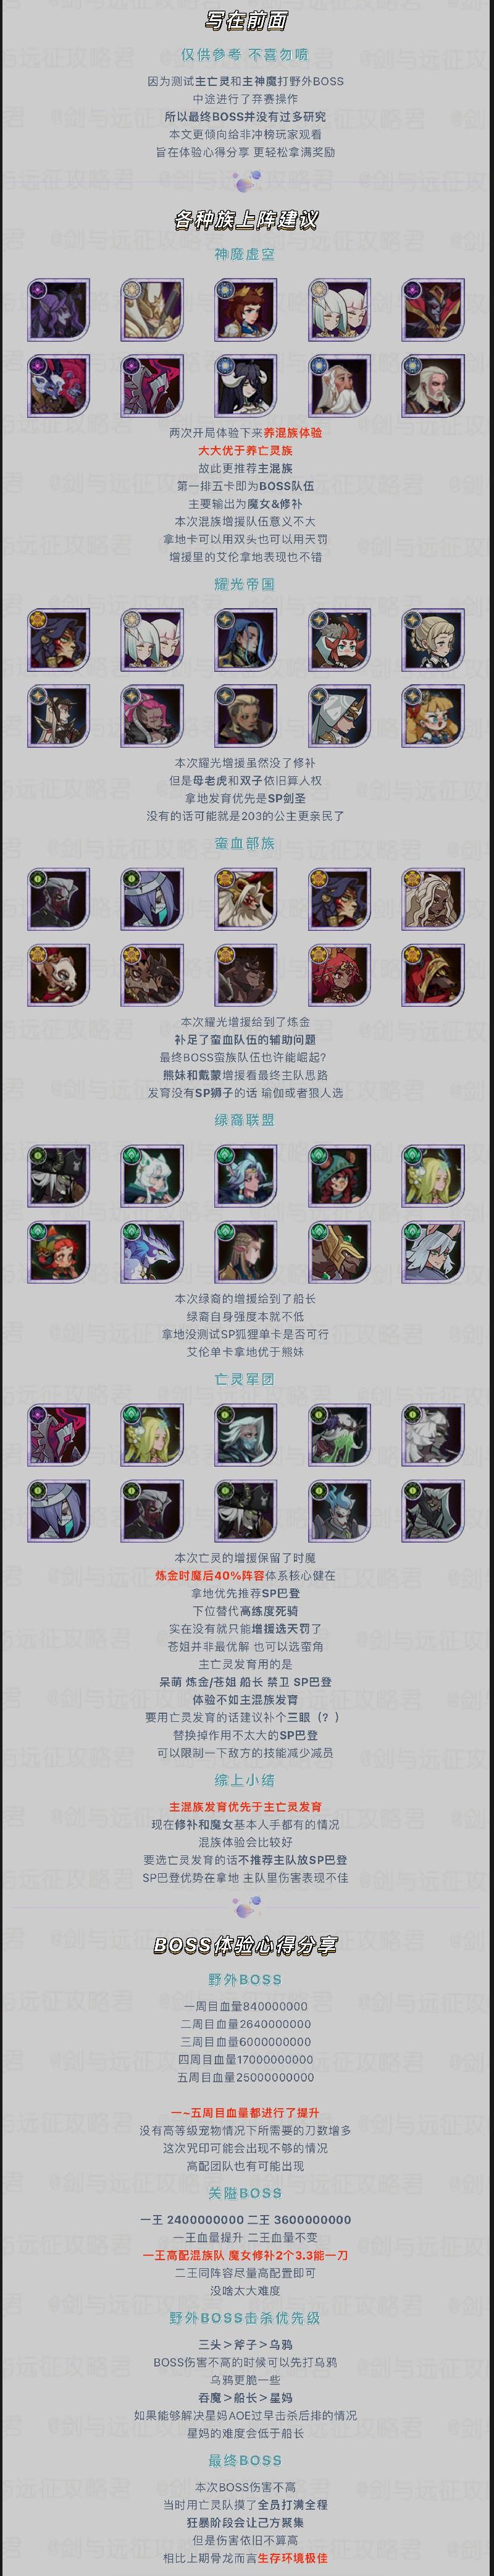 写在前面
仅供参考 不喜勿喷
因为测试主亡灵和主神魔打野外BOSS
中途进行了弃赛操作
所以最终BOSS并没有过多研究
本文更倾向给非冲榜玩家观看
旨在体验心得分享 更轻松拿满奖励
各种族上阵建议
神魔虚空
两次开局体验下来养混族体验
大大优于养亡灵族
故此更推荐主混族
第一排五卡即为BOSS队伍
主要输出为魔女&修补
本次混族增援队伍意义不大
拿地卡可以用双头也可以用天罚
增援里的艾伦拿地表现也不错
耀光帝国
本次耀光增援虽然没了修补
但是母老虎和双子依旧算人权
拿地发育优先是SP剑圣
没有的话可能就是203的公主更亲民了
蛮血部族
本次耀光增援给到了炼金
补足了蛮血队伍的辅助问题
最终BOSS蛮族队伍也许能崛起?
熊妹和戴蒙增援看最终主队思路
发育没有SP狮子的话 瑜伽或者狼人选
绿裔联盟
本次绿裔的增援给到了船长
绿裔自身强度本就不低
拿地没测试SP狐狸单卡是否可行
艾伦单卡拿地优于熊妹
亡灵军团
本次亡灵的增援保留了时魔
炼金时魔后40%阵容体系核心健在
拿地优先推荐SP巴登
下位替代高练度死骑
实在没有就只能增援选天罚了
苍姐并非最优解 也可以选蛮角
主亡灵发育用的是
呆萌 炼金/苍姐 船长 禁卫 SP巴登
体验不如主混族发育
要用亡灵发育的话建议补个三眼（？）
替换掉作用不太大的SP巴登
可以限制一下敌方的技能减少减员
综上小结
主混族发育优先于主亡灵发育
现在修补和魔女基本人手都有的情况
混族体验会比较好
要选亡灵发育的话不推荐主队放SP巴登
SP巴登优势在拿地 主队里伤害表现不佳
BOSS体验心得分享
野外BOSS
一周目血量840000000
二周目血量2640000000
三周目血量6000000000
四周目血量17000000000
五周目血量25000000000
一~五周目血量都进行了提升
没有高等级宠物情况下所需要的刀数增多
这次咒印可能会出现不够的情况
高配团队也有可能出现
关隘BOSS
一王 2400000000 二王 3600000000
一王血量提升 二王血量不变
一王高配混族队 魔女修补2个3.3能一刀
二王同阵容尽量高配置即可
没啥太大难度
野外BOSS击杀优先级
三头＞斧子＞乌鸦
BOSS伤害不高的时候可以先打乌鸦
乌鸦更脆一些
吞魔＞船长＞星妈
如果能够解决星妈AOE过早击杀后排的情况
星妈的难度会低于船长
最终BOSS
本次BOSS伤害不高
当时用亡灵队摸了全员打满全程
狂暴阶段会让己方聚集
但是伤害依旧不算高
相比上期骨龙而言生存环境极佳